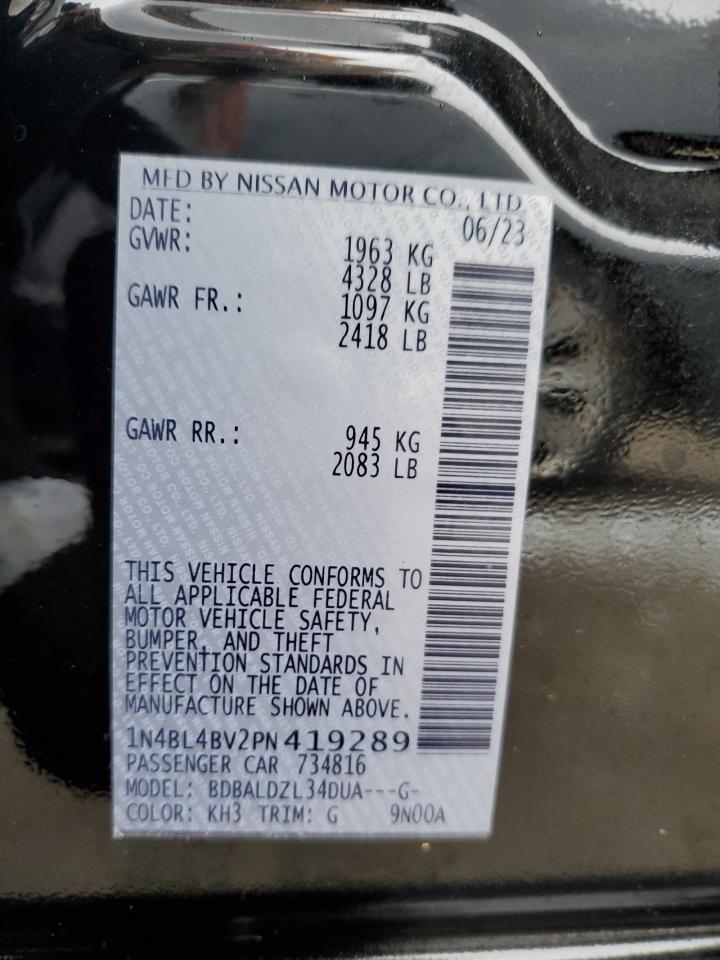 MFD BY NISSAN MOTOR CO., LTD.
DATE: 06/23
GVWR: 1963 KG
4328 LB
GAWR FR.: 1097 KG
2418 LB
GAWR RR.: 945 KG
2083 LB
THIS VEHICLE CONFORMS TO
ALL APPLICABLE FEDERAL
MOTOR VEHICLE SAFETY,
BUMPER, AND THEFT
PREVENTION STANDARDS IN
EFFECT ON THE DATE OF
MANUFACTURE SHOWN ABOVE.
1N4BL4BV2PN419289
PASSENGER CAR 734816
MODEL: BDBALDZL34DUA---G-
COLOR: KH3 TRIM: G 9N00A